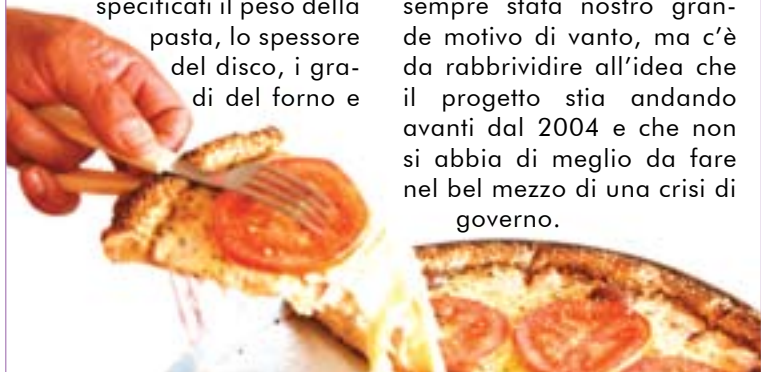 specificati il peso della
pasta, lo spessore
del disco, i gra-
di del forno e
sempre stata nostro gran-
de motivo di vanto, ma c'è
da rabbrividire all'idea che
il progetto stia andando
avanti dal 2004 e che non
si abbia di meglio da fare
nel bel mezzo di una crisi di
governo.